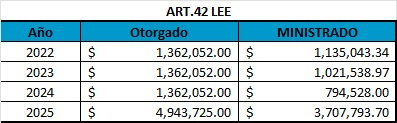 ART.42 LEE
Año Otorgado MINISTRADO
2022 $ 1,362,052.00 $ 1,135,043.34
2023 $ 1,362,052.00 $ 1,021,538.97
2024 $ 1,362,052.00 $ 794,528.00
2025 $ 4,943,725.00 $ 3,707,793.70